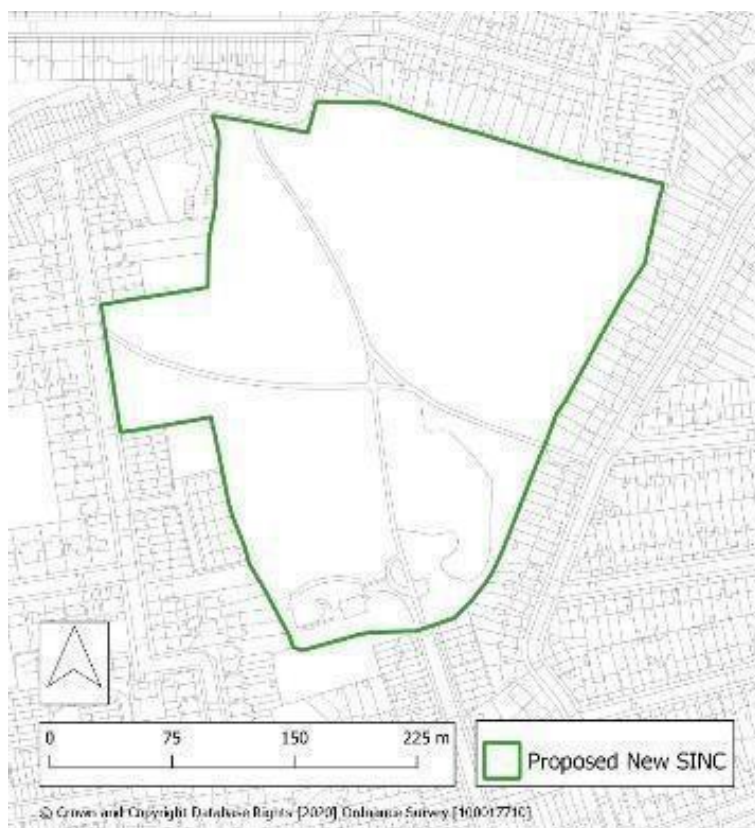 0 75 150 225 m
Proposed New SINC
© Crown and Copyright Database Rights [2020] Ordnance Survey [100017710]